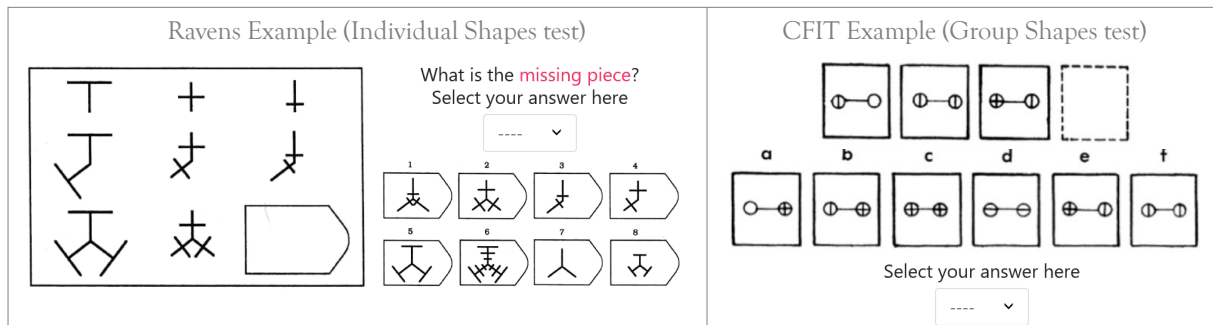 Ravens Example (Individual Shapes test)
What is the missing piece?
Select your answer here
----
1 2 3 4
5 6 7 8
CFIT Example (Group Shapes test)
a b c d e f
Select your answer here
----